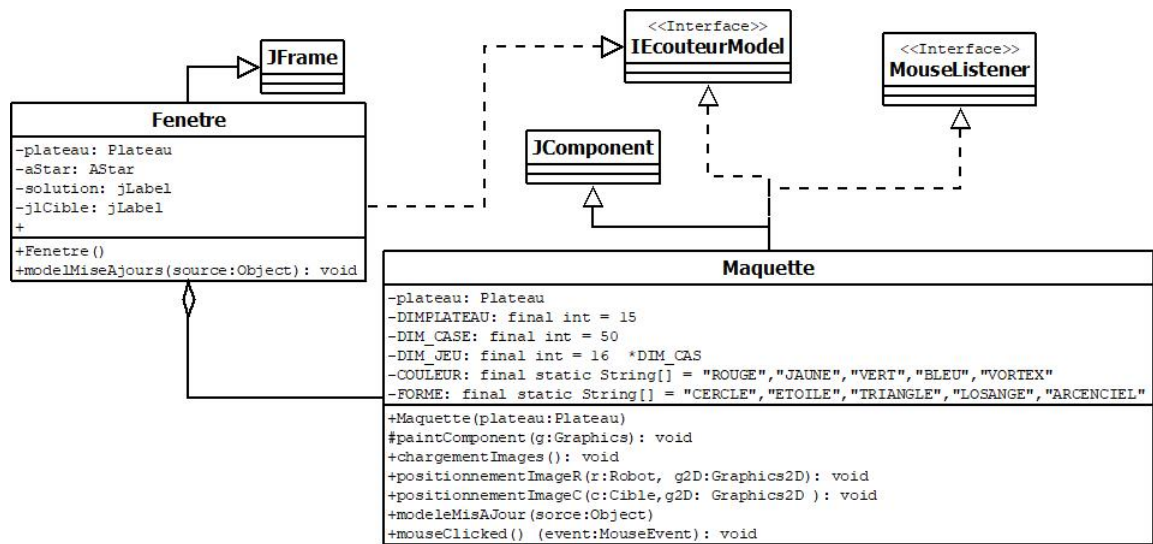 <<Interface>>
IEcouteurModel
<<Interface>>
MouseListener
JFrame
JComponent
Fenetre
-plateau: Plateau
-aStar: AStar
-solution: jLabel
-jlCible: jLabel
+
+Fenetre()
+modelMiseAjours(source:Object): void
Maquette
-plateau: Plateau
-DIMPLATEAU: final int = 15
-DIM_CASE: final int = 50
-DIM_JEU: final int = 16 *DIM_CAS
-COULEUR: final static String[] = "ROUGE","JAUNE","VERT","BLEU","VORTEX"
-FORME: final static String[] = "CERCLE","ETOILE","TRIANGLE","LOSANGE","ARCENCIEL"
+Maquette(plateau:Plateau)
#paintComponent(g:Graphics): void
+chargementImages(): void
+positionnementImageR(r:Robot, g2D:Graphics2D): void
+positionnementImageC(c:Cible,g2D: Graphics2D ): void
+modeleMisAJour(sorce:Object)
+mouseClicked() (event:MouseEvent): void